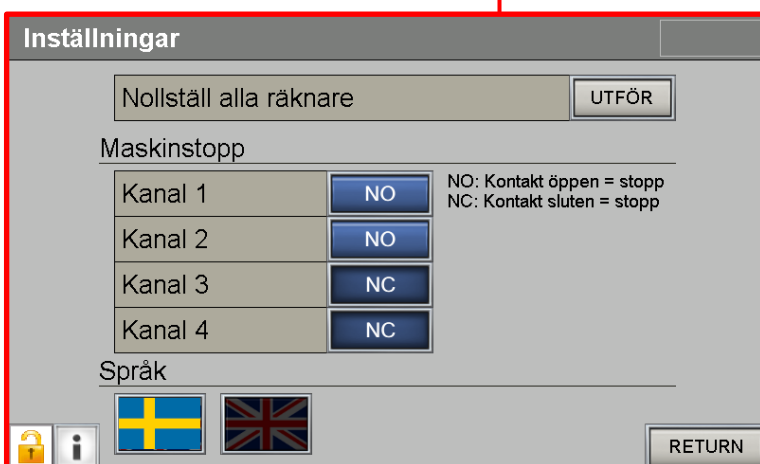 Inställningar
Nollställ alla räknare
UTFÖR
Maskinstopp
Kanal 1
NO
NO: Kontakt öppen = stopp
NC: Kontakt sluten = stopp
Kanal 2
NO
Kanal 3
NC
Kanal 4
NC
Språk
i
RETURN